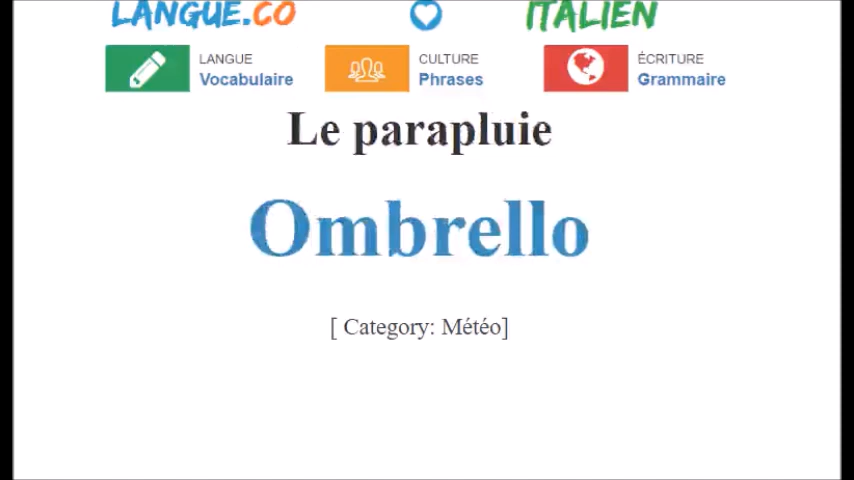 LANGUE.CO
ITALIEN
LANGUE
Vocabulaire
CULTURE
Phrases
ÉCRITURE
Grammaire
Le parapluie
Ombrello
[ Category: Météo]